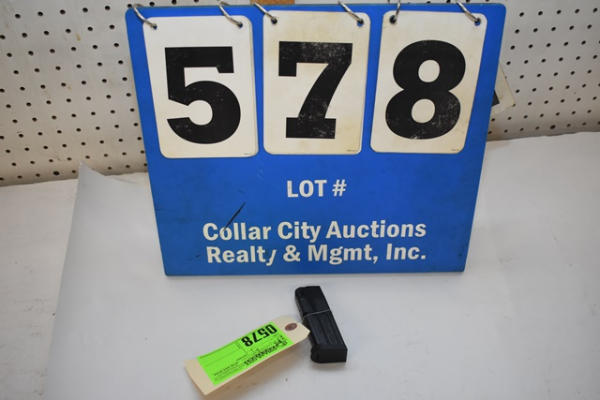 578
LOT #
Collar City Auctions
Realty & Mgmt, Inc.
0578